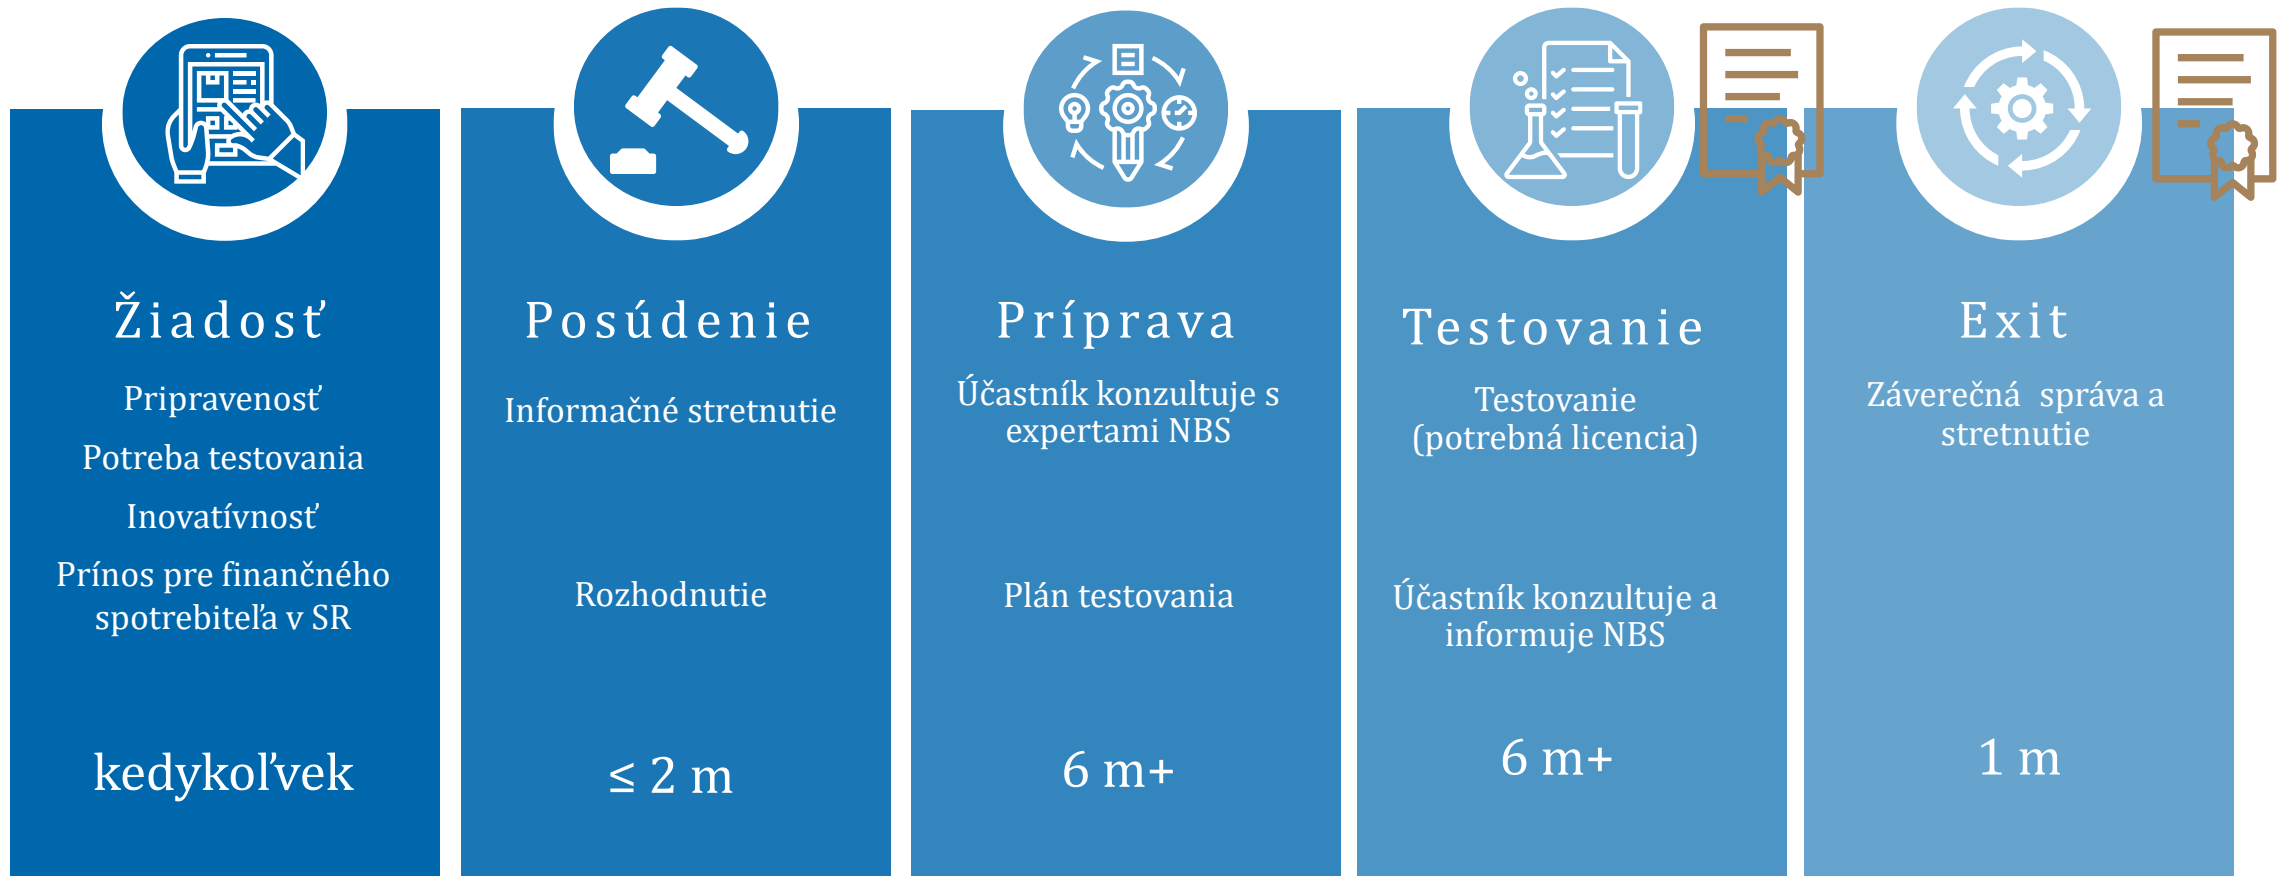 Žiadosť
Pripravenosť
Potreba testovania
Inovatívnosť
Prínos pre finančného
spotrebiteľa v SR
kedykoľvek
Posúdenie
Informačné stretnutie
Rozhodnutie
≤ 2 m
Príprava
Účastník konzultuje s
expertami NBS
Plán testovania
6 m+
Testovanie
Testovanie
(potrebná licencia)
Účastník konzultuje a
informuje NBS
6 m+
Exit
Záverečná správa a
stretnutie
1 m